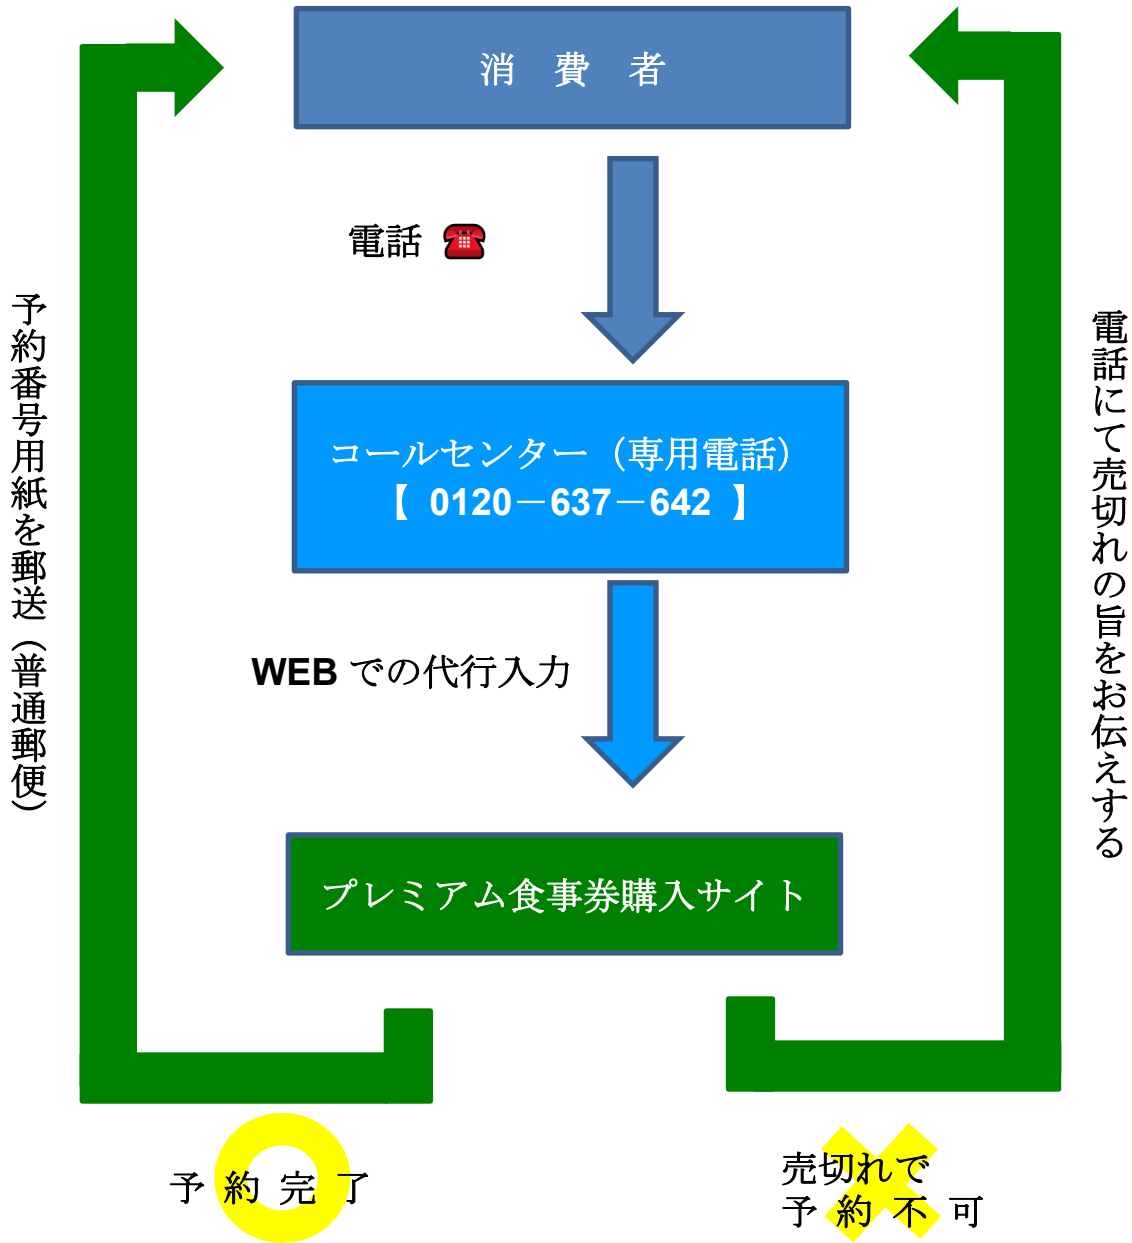 消　費　者
電話
コールセンター（専用電話）
【 0120－637－642 】
WEB での代行入力
プレミアム食事券購入サイト
予約番号用紙を郵送（普通郵便）
電話にて売切れの旨をお伝えする
予 約 完 了
売切れで
予 約 不 可